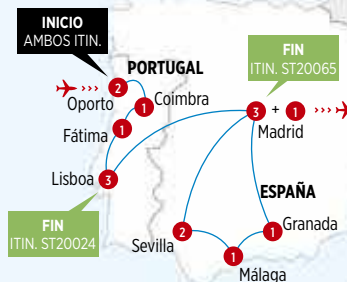 INICIO
AMBOS ITIN.
PORTUGAL
FIN
ITIN. ST20065
2
Oporto
1
Coimbra
3 + 1
Madrid
1
Fátima
Lisboa 3
ESPAÑA
FIN
ITIN. ST20024
2
Sevilla
1
Granada
1
Málaga